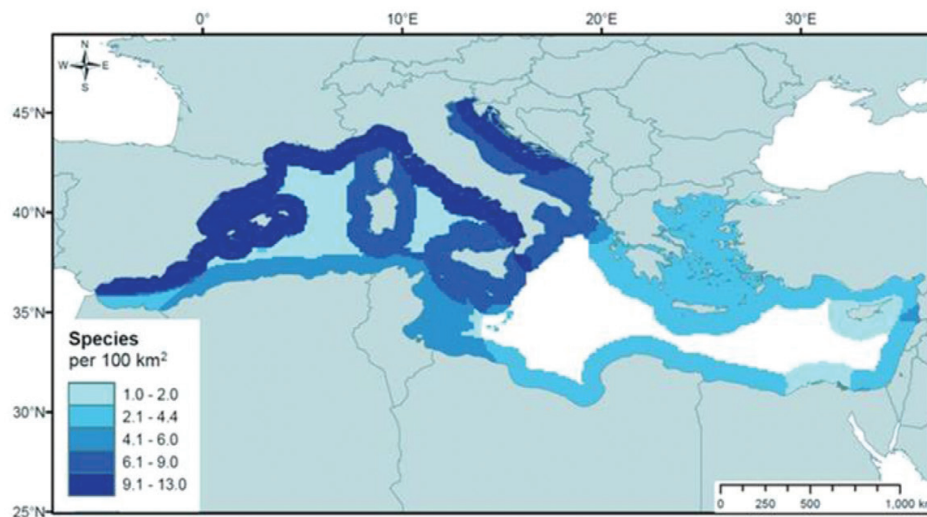 0° 10°E 20°E 30°E
N
W E
S
45°N
40°N
35°N
30°N
25°N
Species
per 100 km²
1.0 - 2.0
2.1 - 4.4
4.1 - 6.0
6.1 - 9.0
9.1 - 13.0
0 250 500 1,000 km